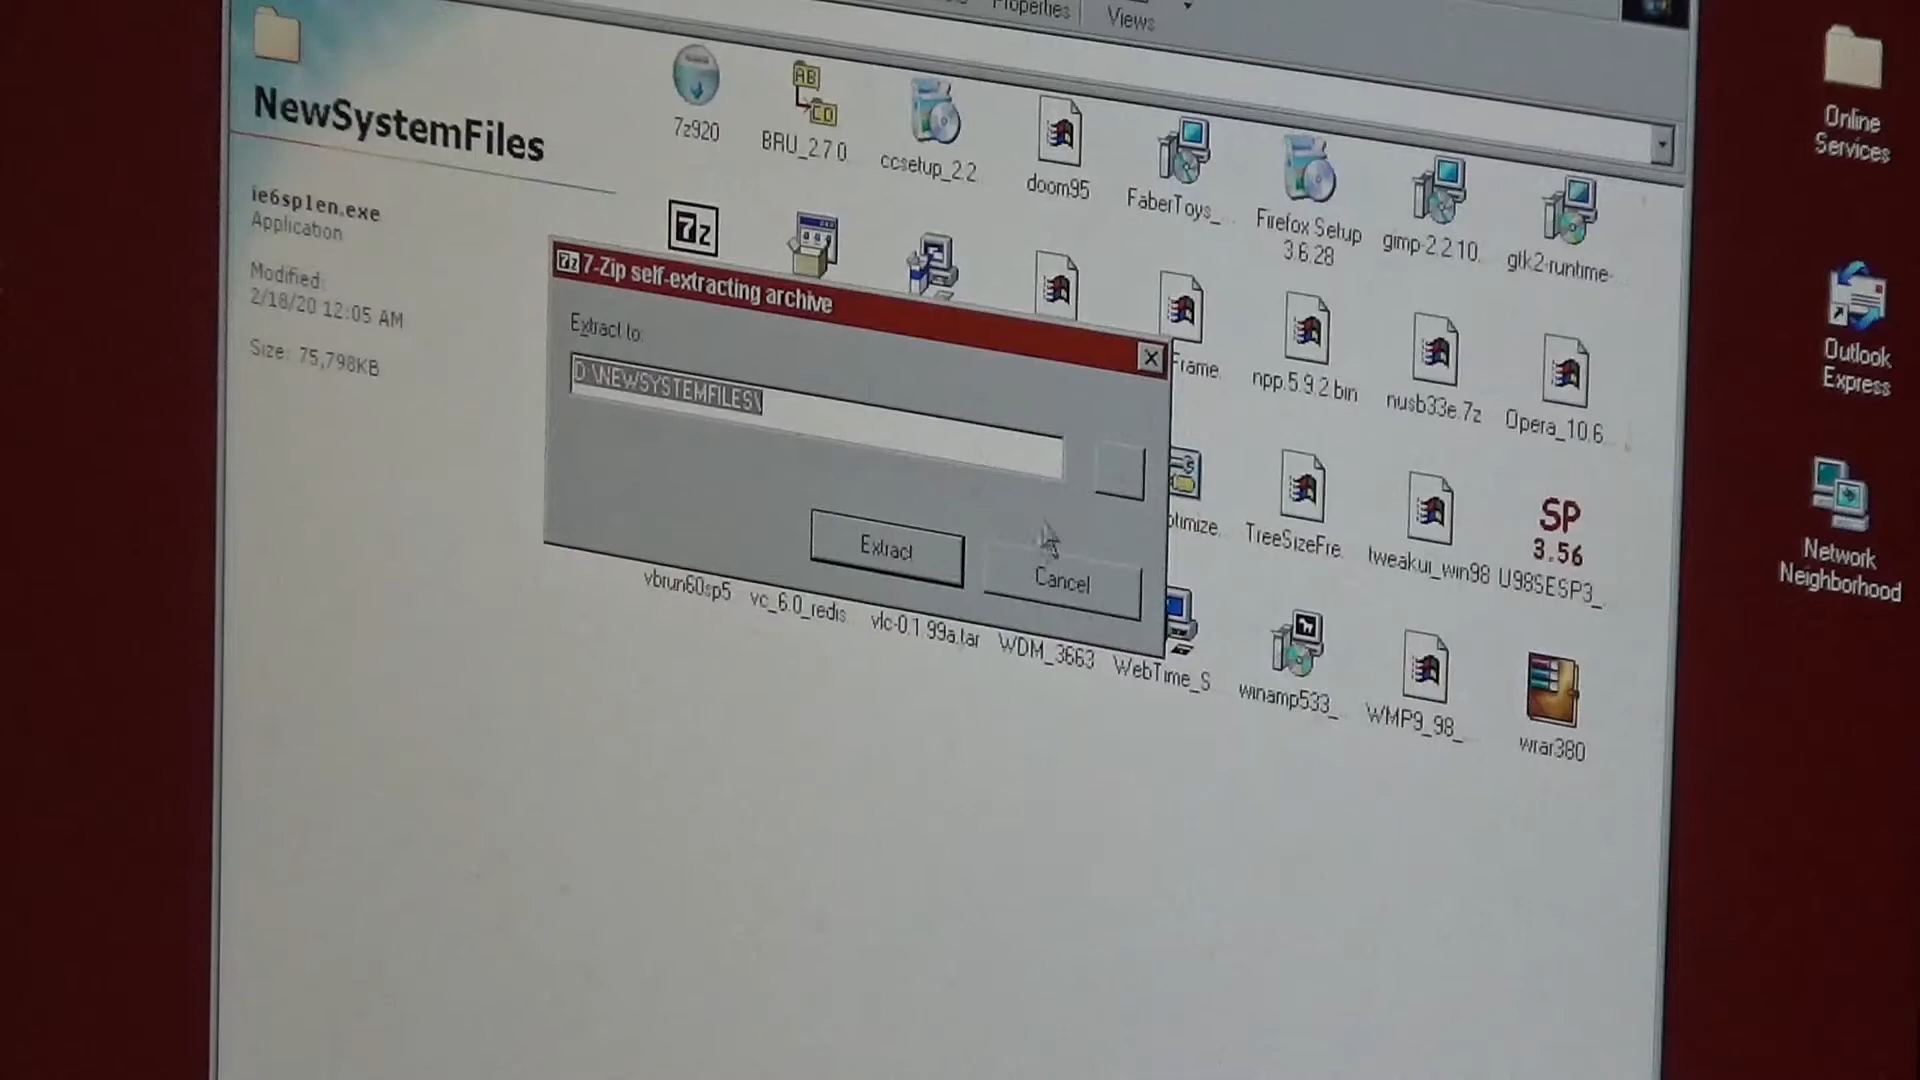 Properties
Views
NewSystemFiles
ie6sp1en.exe
Application
Modified:
2/18/20 12:05 AM
Size: 75,798KB
7z920
BRU_2.7.0
ccsetup_2.2
doom95
FaberToys_...
Firefox Setup
3.6.28
gimp-2.2.10.
gtk2-runtime-
7z
7-Zip self-extracting archive
Extract to:
D:\NEWSYSTEMFILES\
Extract
Cancel
Frame.
npp.5.9.2.bin
nusb33e.7z
Opera_10.6...
ptimize...
TreeSizeFre...
tweakui_win98
SP
3.56
U98SESP3_...
vbrun60sp5
vc_6.0_redis...
vlc-0.1.99a.tar
WDM_3663
WebTime_S...
winamp533_...
WMP9_98_...
wrar380
Online
Services
Outlook
Express
Network
Neighborhood